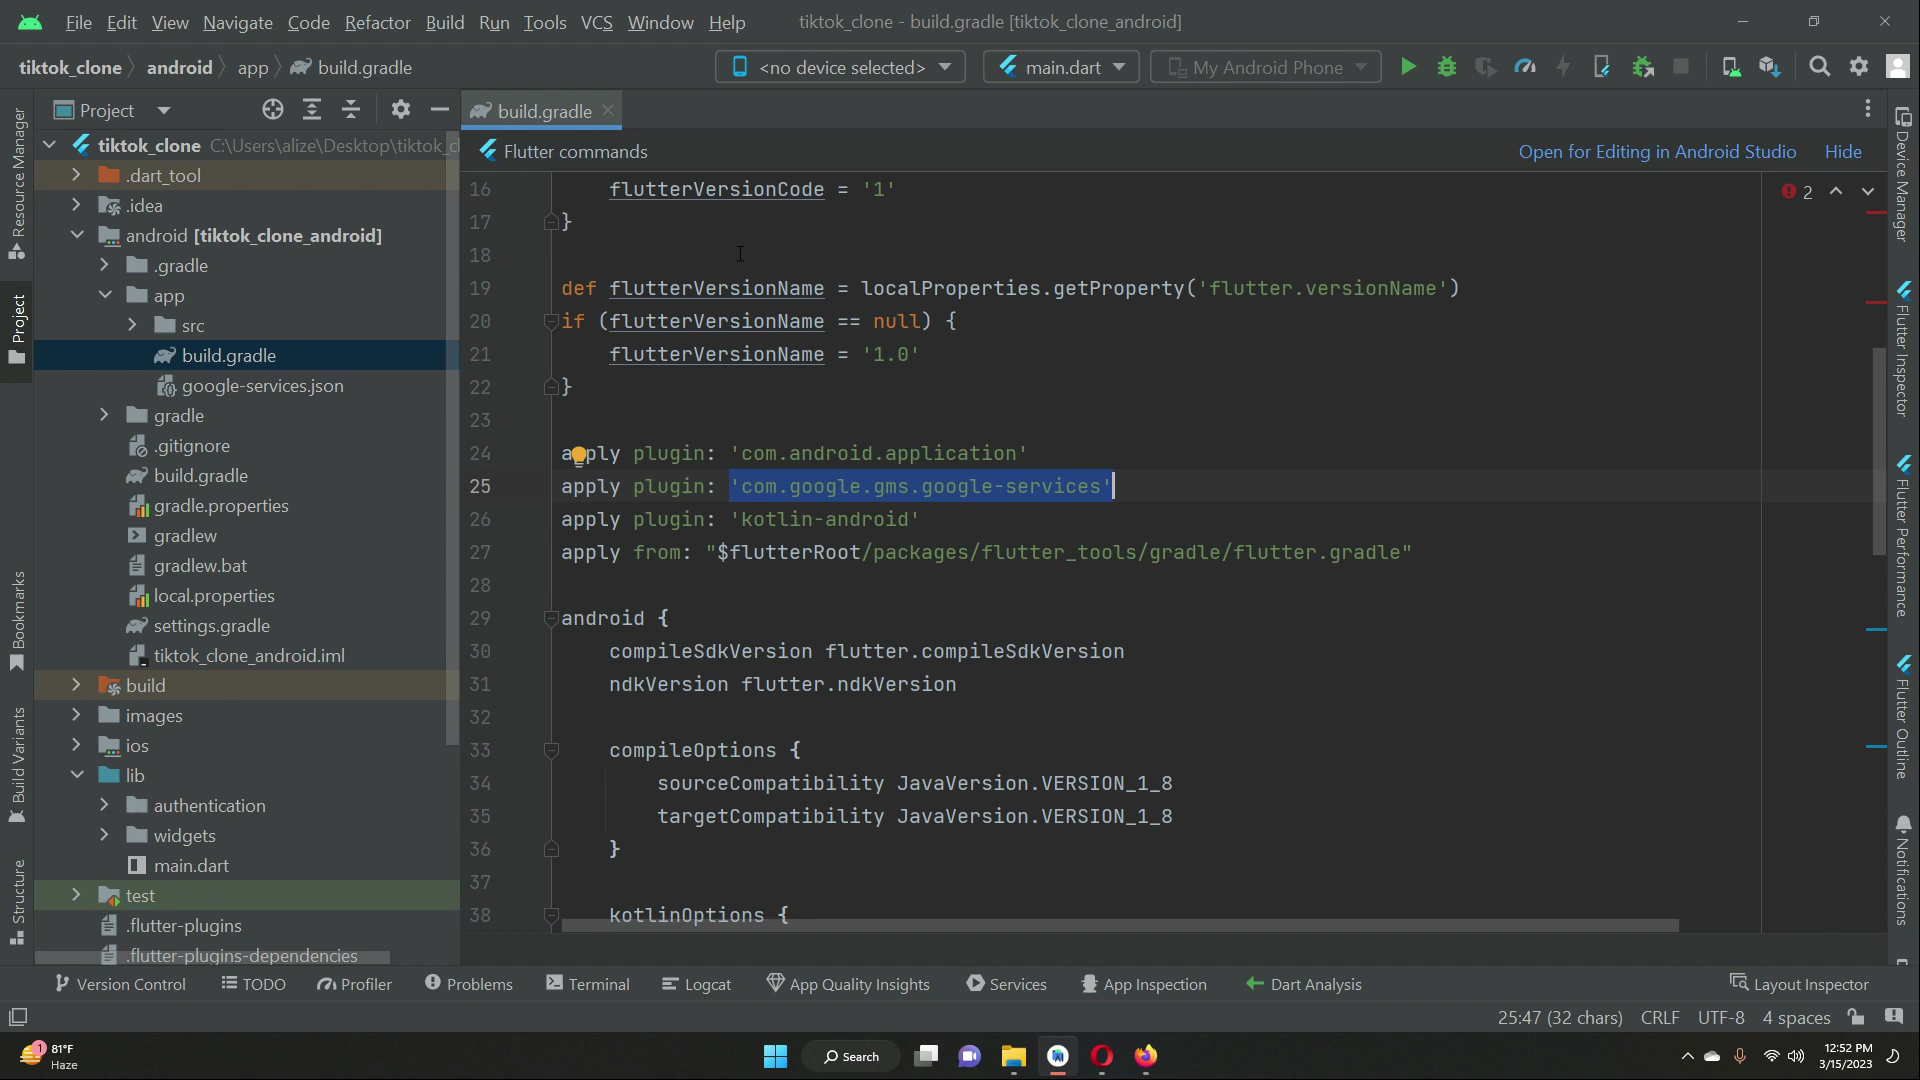 File Edit View Navigate Code Refactor Build Run Tools VCS Window Help tiktok_clone - build.gradle [tiktok_clone_android]
tiktok_clone android app build.gradle <no device selected> main.dart My Android Phone
Project
build.gradle
Flutter commands Open for Editing in Android Studio Hide
tiktok_clone C:\Users\alize\Desktop\tiktok_cl
.dart_tool
.idea
android [tiktok_clone_android]
.gradle
app
src
build.gradle
google-services.json
gradle
.gitignore
build.gradle
gradle.properties
gradlew
gradlew.bat
local.properties
settings.gradle
tiktok_clone_android.iml
build
images
ios
lib
authentication
widgets
main.dart
test
.flutter-plugins
.flutter-plugins-dependencies
2
16 flutterVersionCode = '1'
17 }
18
19 def flutterVersionName = localProperties.getProperty('flutter.versionName')
20 if (flutterVersionName == null) {
21 flutterVersionName = '1.0'
22 }
23
24 apply plugin: 'com.android.application'
25 apply plugin: 'com.google.gms.google-services'
26 apply plugin: 'kotlin-android'
27 apply from: "$flutterRoot/packages/flutter_tools/gradle/flutter.gradle"
28
29 android {
30 compileSdkVersion flutter.compileSdkVersion
31 ndkVersion flutter.ndkVersion
32
33 compileOptions {
34 sourceCompatibility JavaVersion.VERSION_1_8
35 targetCompatibility JavaVersion.VERSION_1_8
36 }
37
38 kotlinOptions {
Resource Manager
Project
Bookmarks
Build Variants
Structure
Device Manager
Flutter Inspector
Flutter Performance
Flutter Outline
Notifications
Version Control TODO Profiler Problems Terminal Logcat App Quality Insights Services App Inspection Dart Analysis Layout Inspector
25:47 (32 chars) CRLF UTF-8 4 spaces
1 81°F
Haze
Search
12:52 PM
3/15/2023